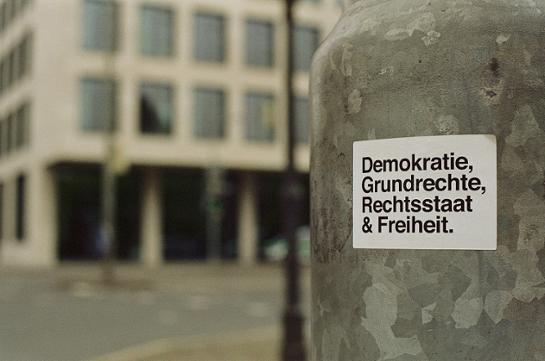 Demokratie,
Grundrechte,
Rechtsstaat
& Freiheit.